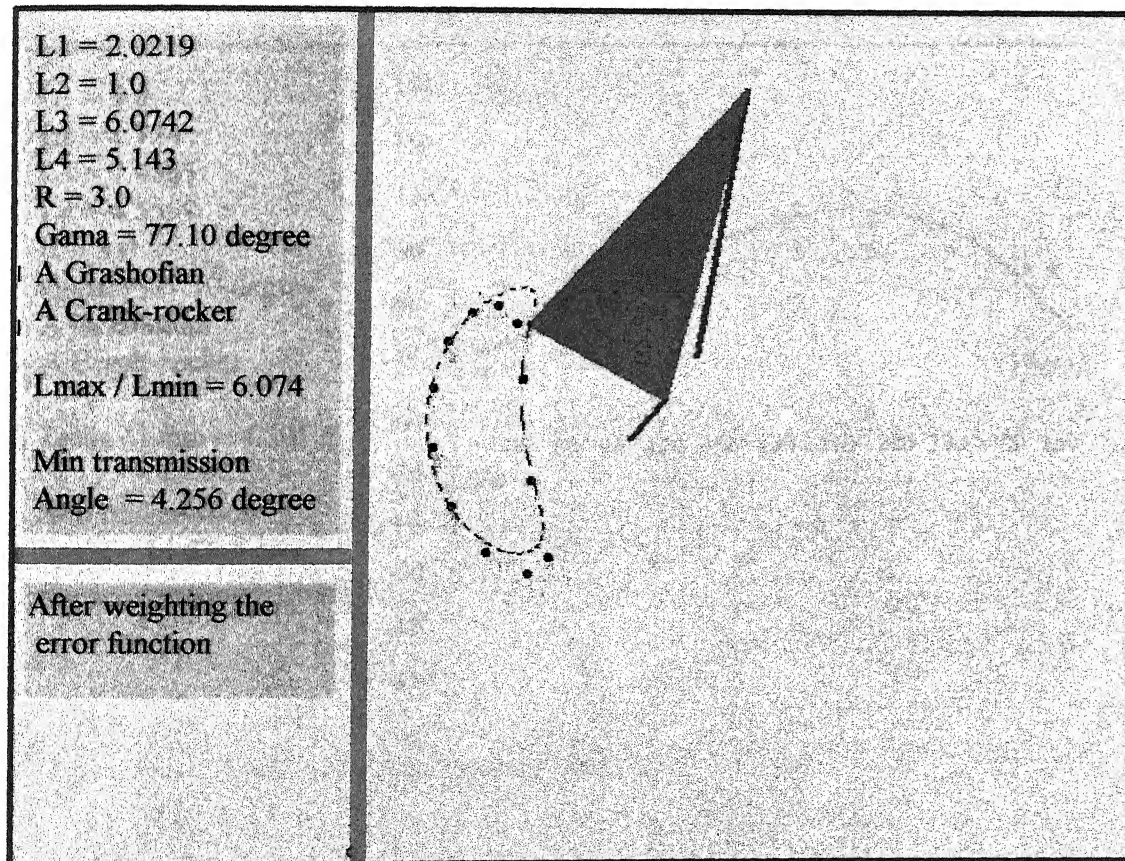 L1 = 2.0219
L2 = 1.0
L3 = 6.0742
L4 = 5.143
R = 3.0
Gama = 77.10 degree
A Grashofian
A Crank-rocker
Lmax / Lmin = 6.074
Min transmission
Angle = 4.256 degree
After weighting the
error function